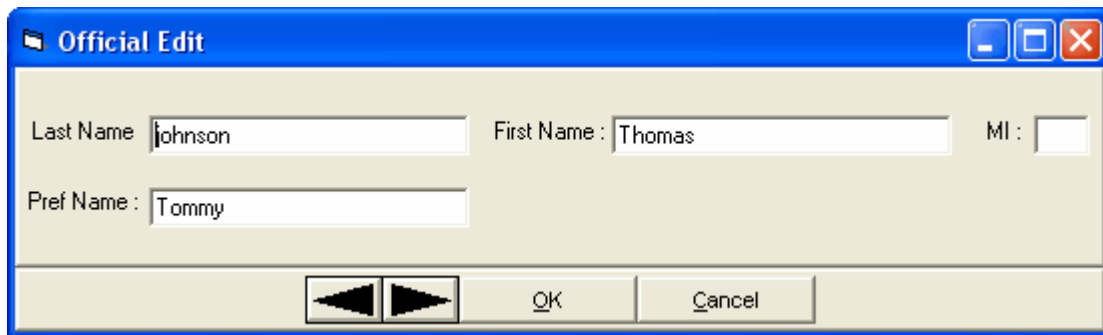 Official Edit
Last Name johnson First Name : Thomas MI :
Pref Name : Tommy
OK Cancel